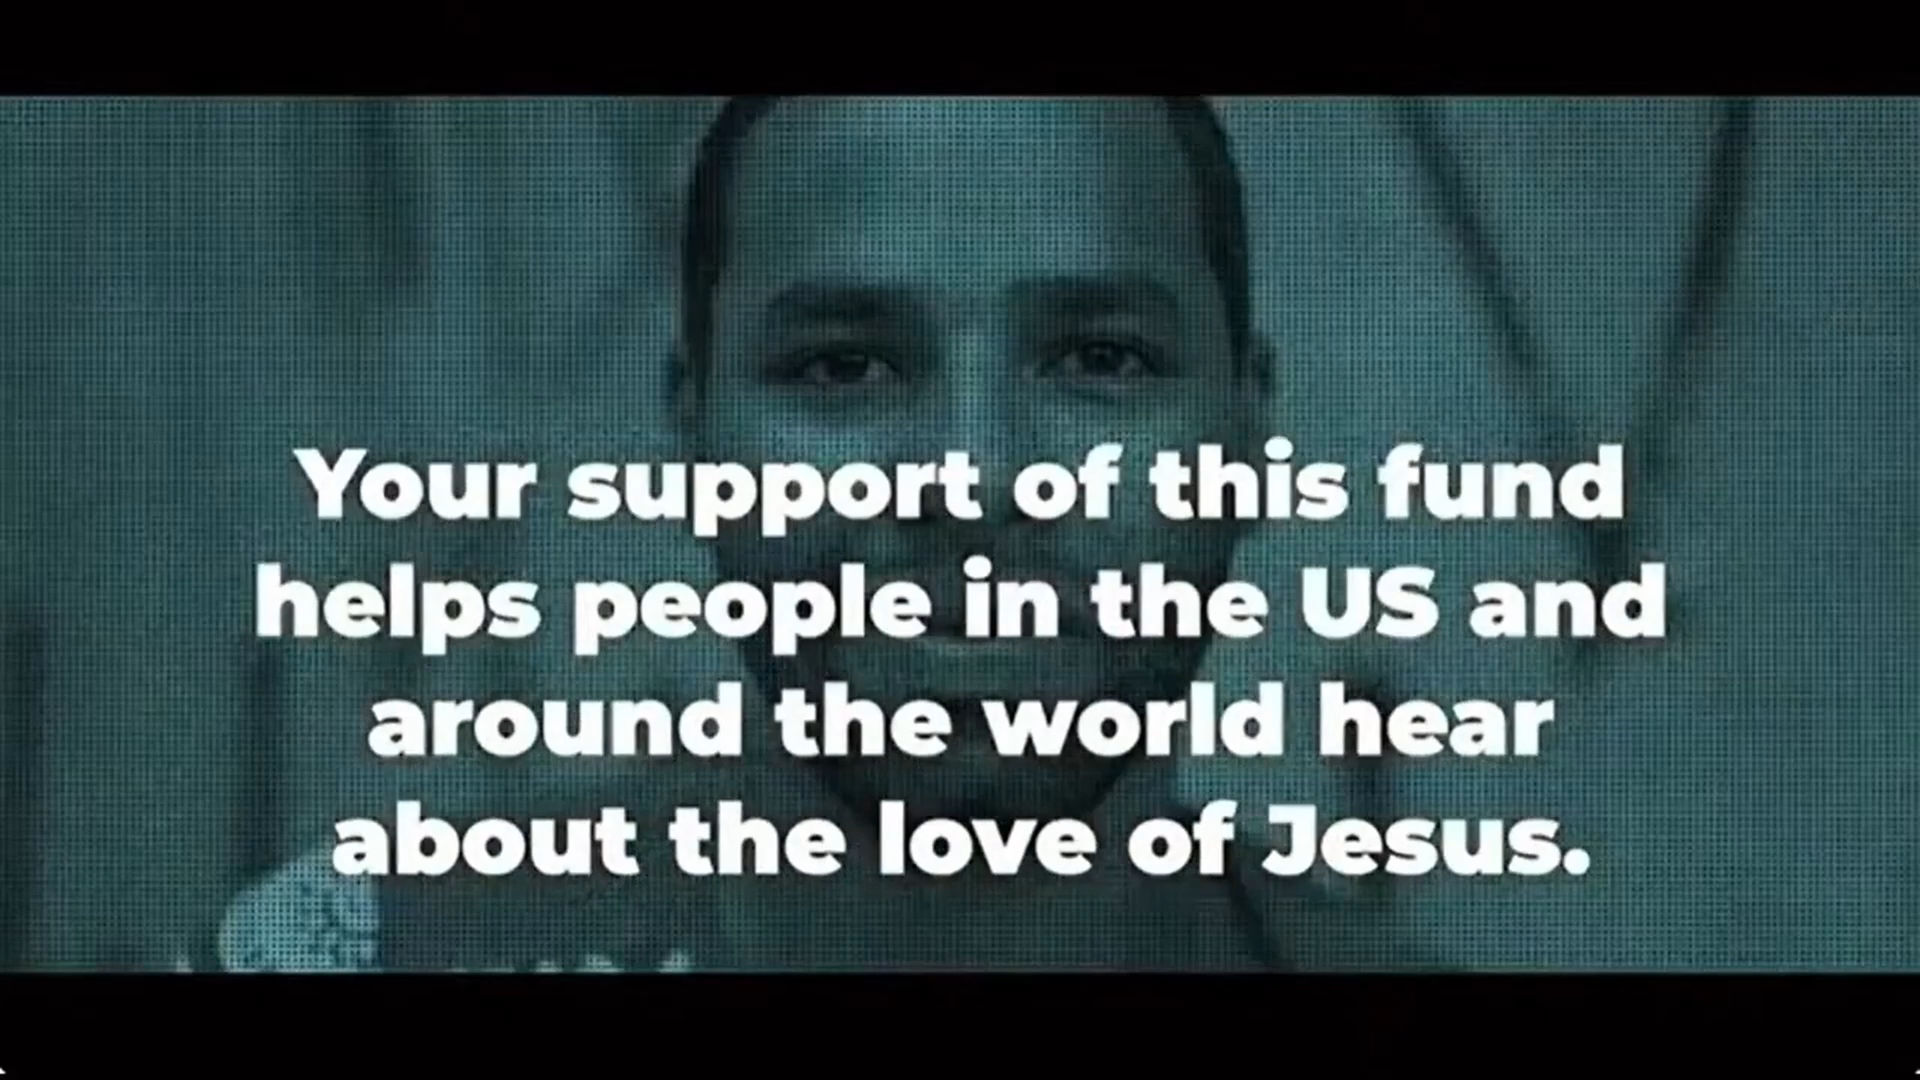 Your support of this fund
helps people in the US and
around the world hear
about the love of Jesus.